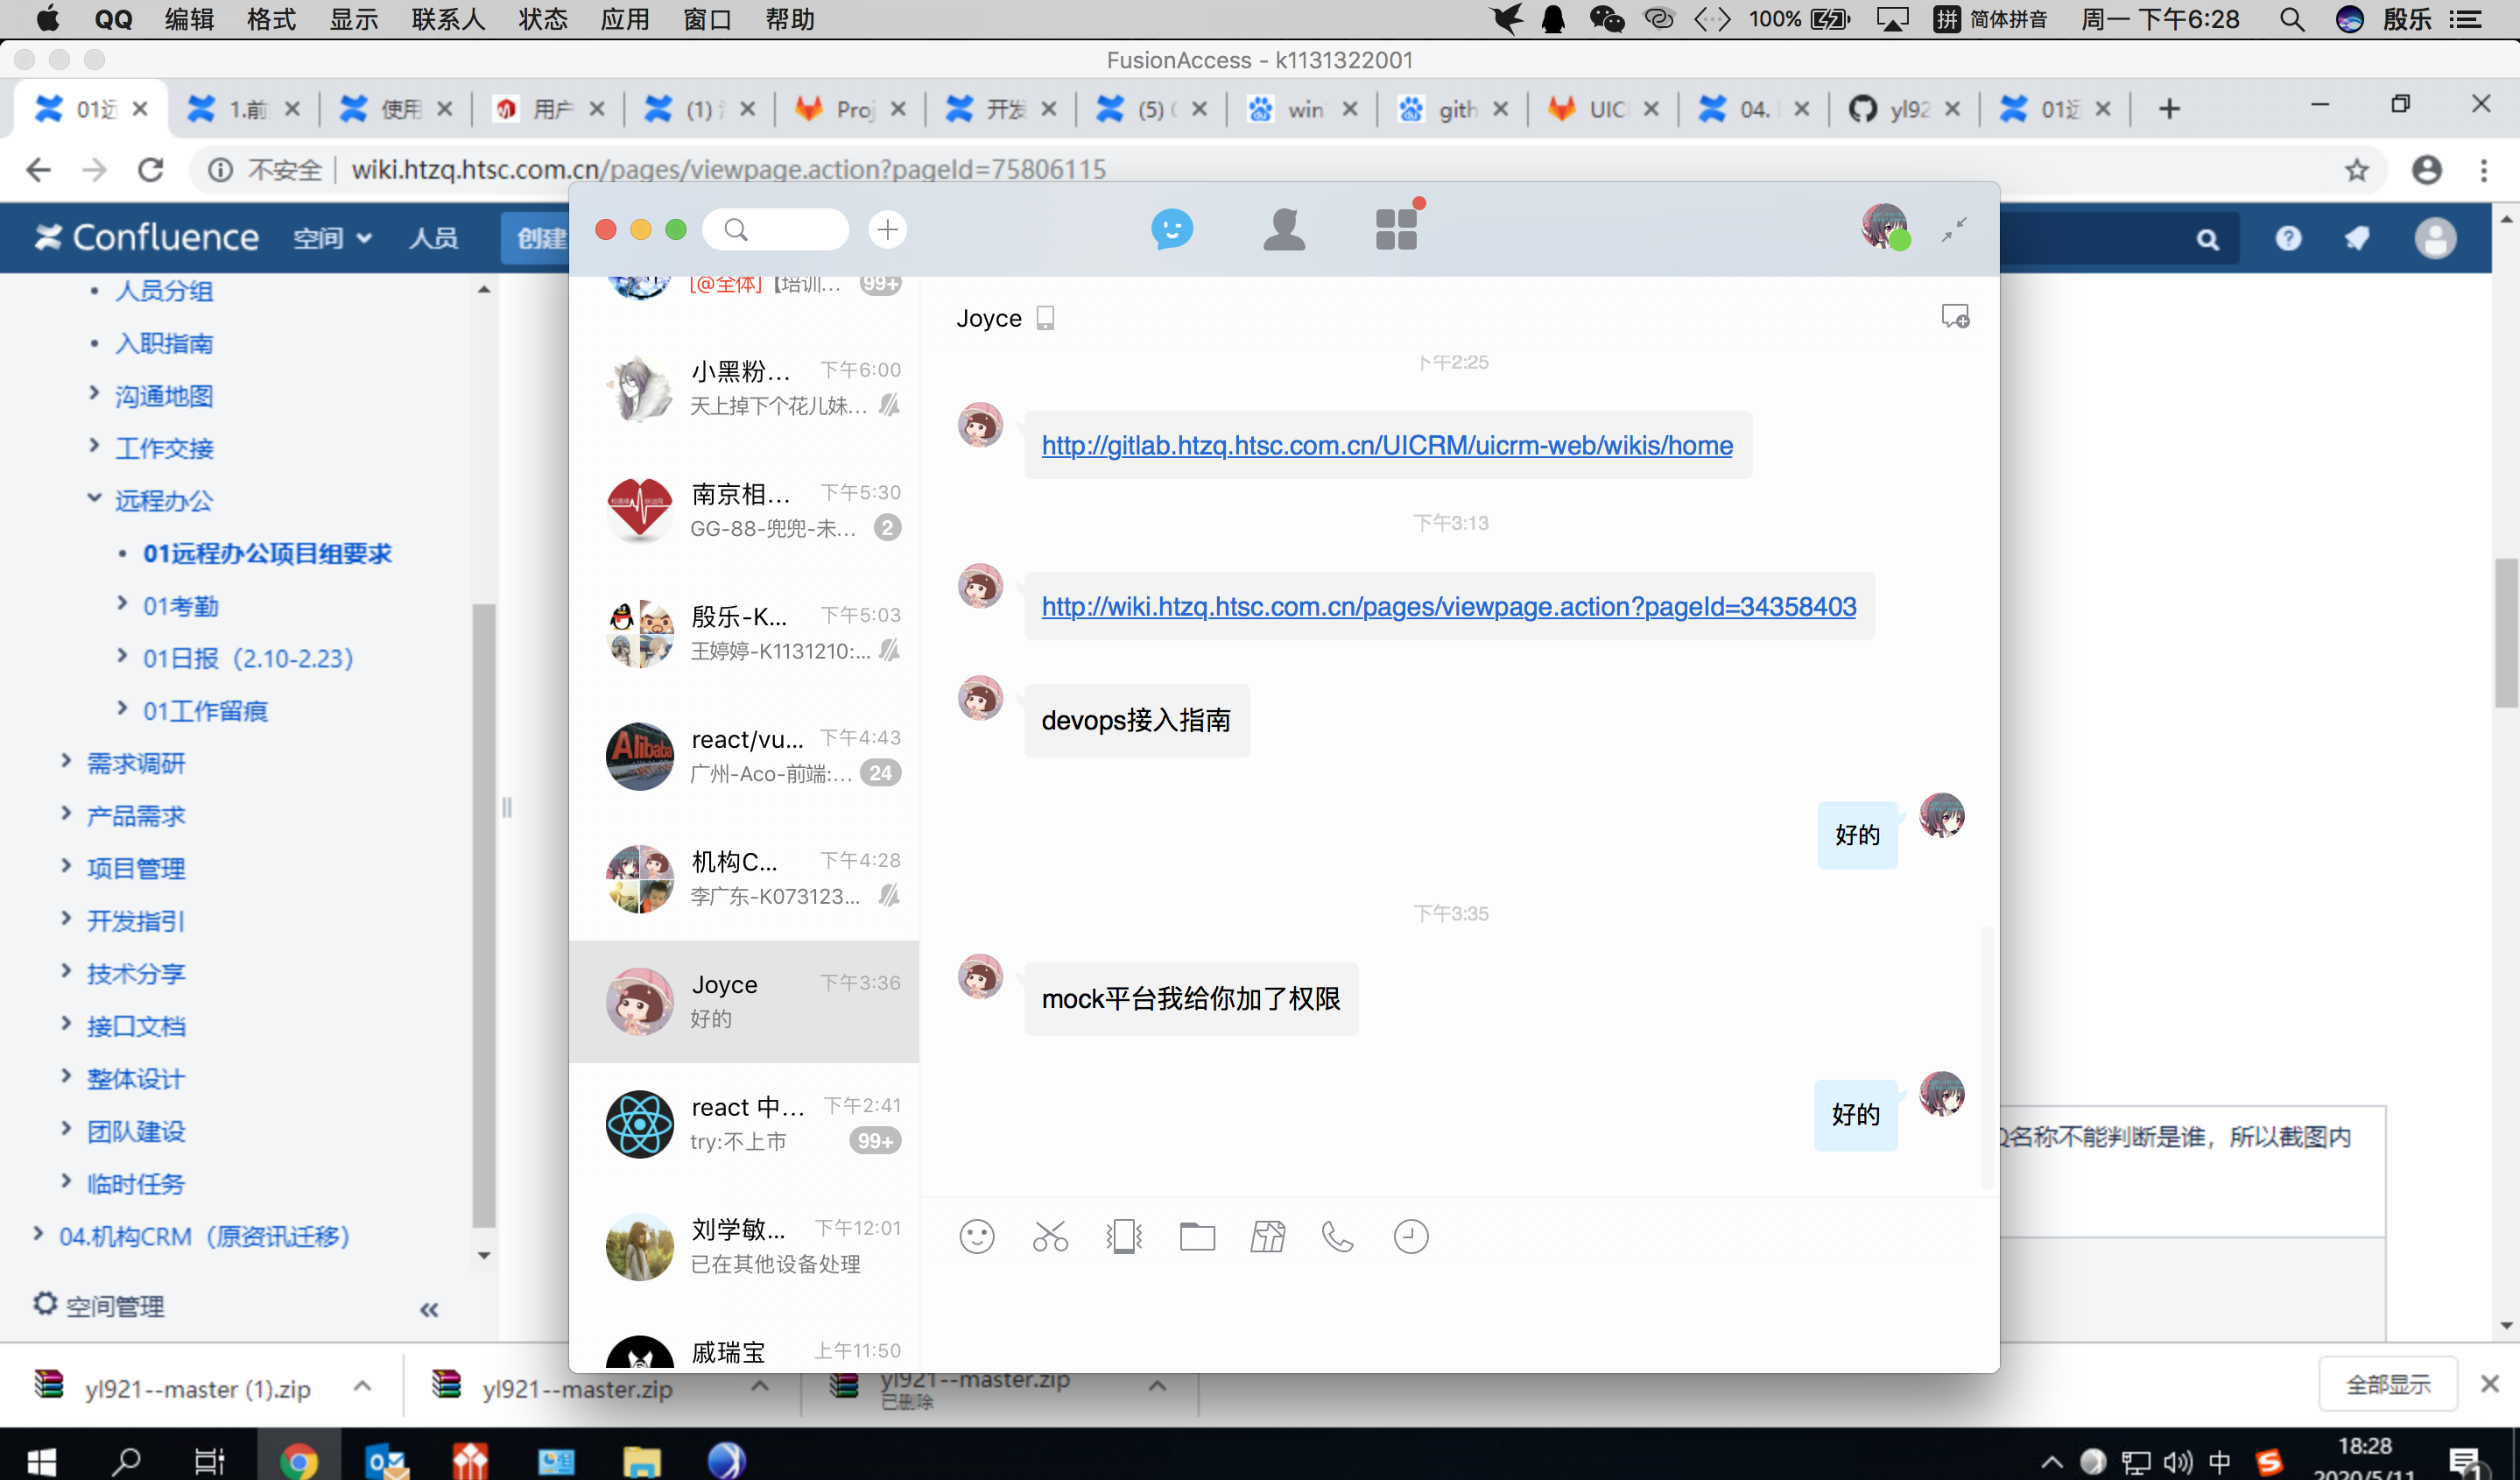 QQ 编辑 格式 显示 联系人 状态 应用 窗口 帮助 100% 拼 简体拼音 周一 下午6:28 殷乐
FusionAccess - k1131322001
01远 1.前 使用 用户 (1) Proj 开发 (5) win gith UIC 04. yl92 01远
不安全 wiki.htzq.htsc.com.cn/pages/viewpage.action?pageId=75806115
Confluence 空间 人员 创建
人员分组
入职指南
沟通地图
工作交接
远程办公
01远程办公项目组要求
01考勤
01日报（2.10-2.23）
01工作留痕
需求调研
产品需求
项目管理
开发指引
技术分享
接口文档
整体设计
团队建设
临时任务
04.机构CRM（原资讯迁移）
空间管理
[@全体]【培训... 99+
小黑粉... 下午6:00
天上掉下个花儿妹...
南京相... 下午5:30
GG-88-兜兜-未... 2
殷乐-K... 下午5:03
王婷婷-K1131210:...
react/vu... 下午4:43
Alibaba
广州-Aco-前端:... 24
机构C... 下午4:28
李广东-K073123...
Joyce 下午3:36
好的
react 中... 下午2:41
try:不上市 99+
刘学敏... 下午12:01
已在其他设备处理
戚瑞宝 上午11:50
Joyce
下午2:25
http://gitlab.htzq.htsc.com.cn/UICRM/uicrm-web/wikis/home
下午3:13
http://wiki.htzq.htsc.com.cn/pages/viewpage.action?pageId=34358403
devops接入指南
好的
下午3:35
mock平台我给你加了权限
好的
Q名称不能判断是谁，所以截图内
yl921--master (1).zip yl921--master.zip yl921--master.zip
已删除
全部显示
中 18:28
2020/5/11